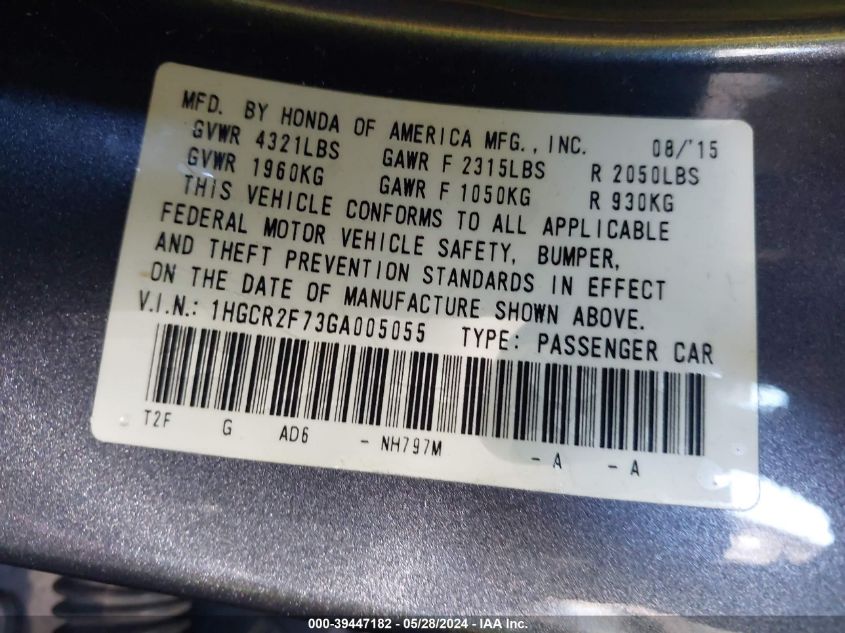 MFD. BY HONDA OF AMERICA MFG., INC. 08/'15
GVWR 4321LBS GAWR F 2315LBS R 2050LBS
GVWR 1960KG GAWR F 1050KG R 930KG
THIS VEHICLE CONFORMS TO ALL APPLICABLE
FEDERAL MOTOR VEHICLE SAFETY, BUMPER,
AND THEFT PREVENTION STANDARDS IN EFFECT
ON THE DATE OF MANUFACTURE SHOWN ABOVE.
V.I.N.: 1HGCR2F73GA005055 TYPE: PASSENGER CAR
T2F G AD6 - NH797M - A - A
000-39447182 - 05/28/2024 - IAA Inc.